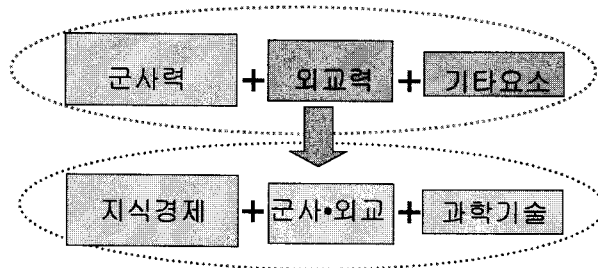 군사력 + 외교력 + 기타요소
지식경제 + 군사•외교 + 과학기술